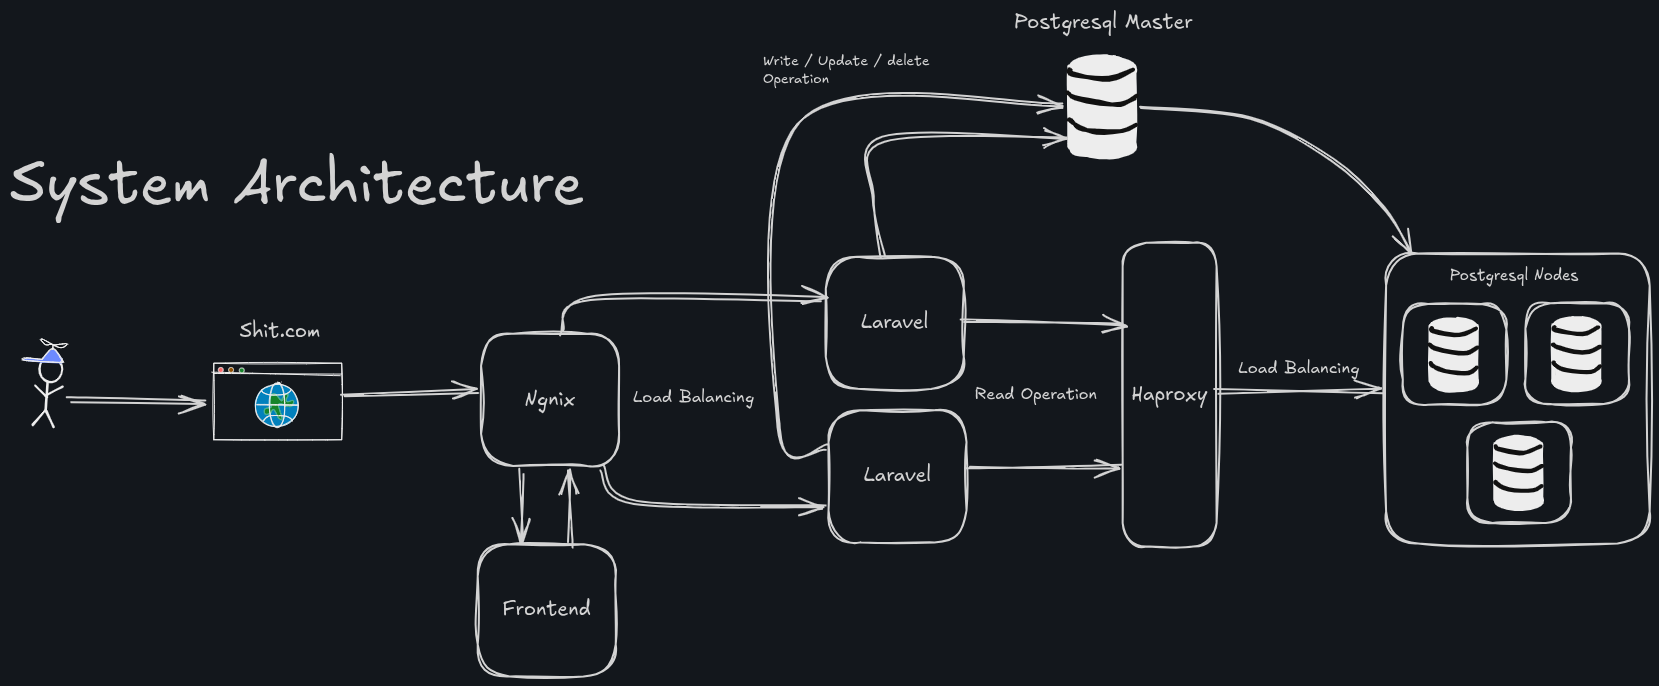 Postgresql Master
Write / Update / delete
Operation
System Architecture
Postgresql Nodes
Shit.com
Laravel
Load Balancing
Ngnix
Load Balancing
Read Operation
Haproxy
Laravel
Frontend